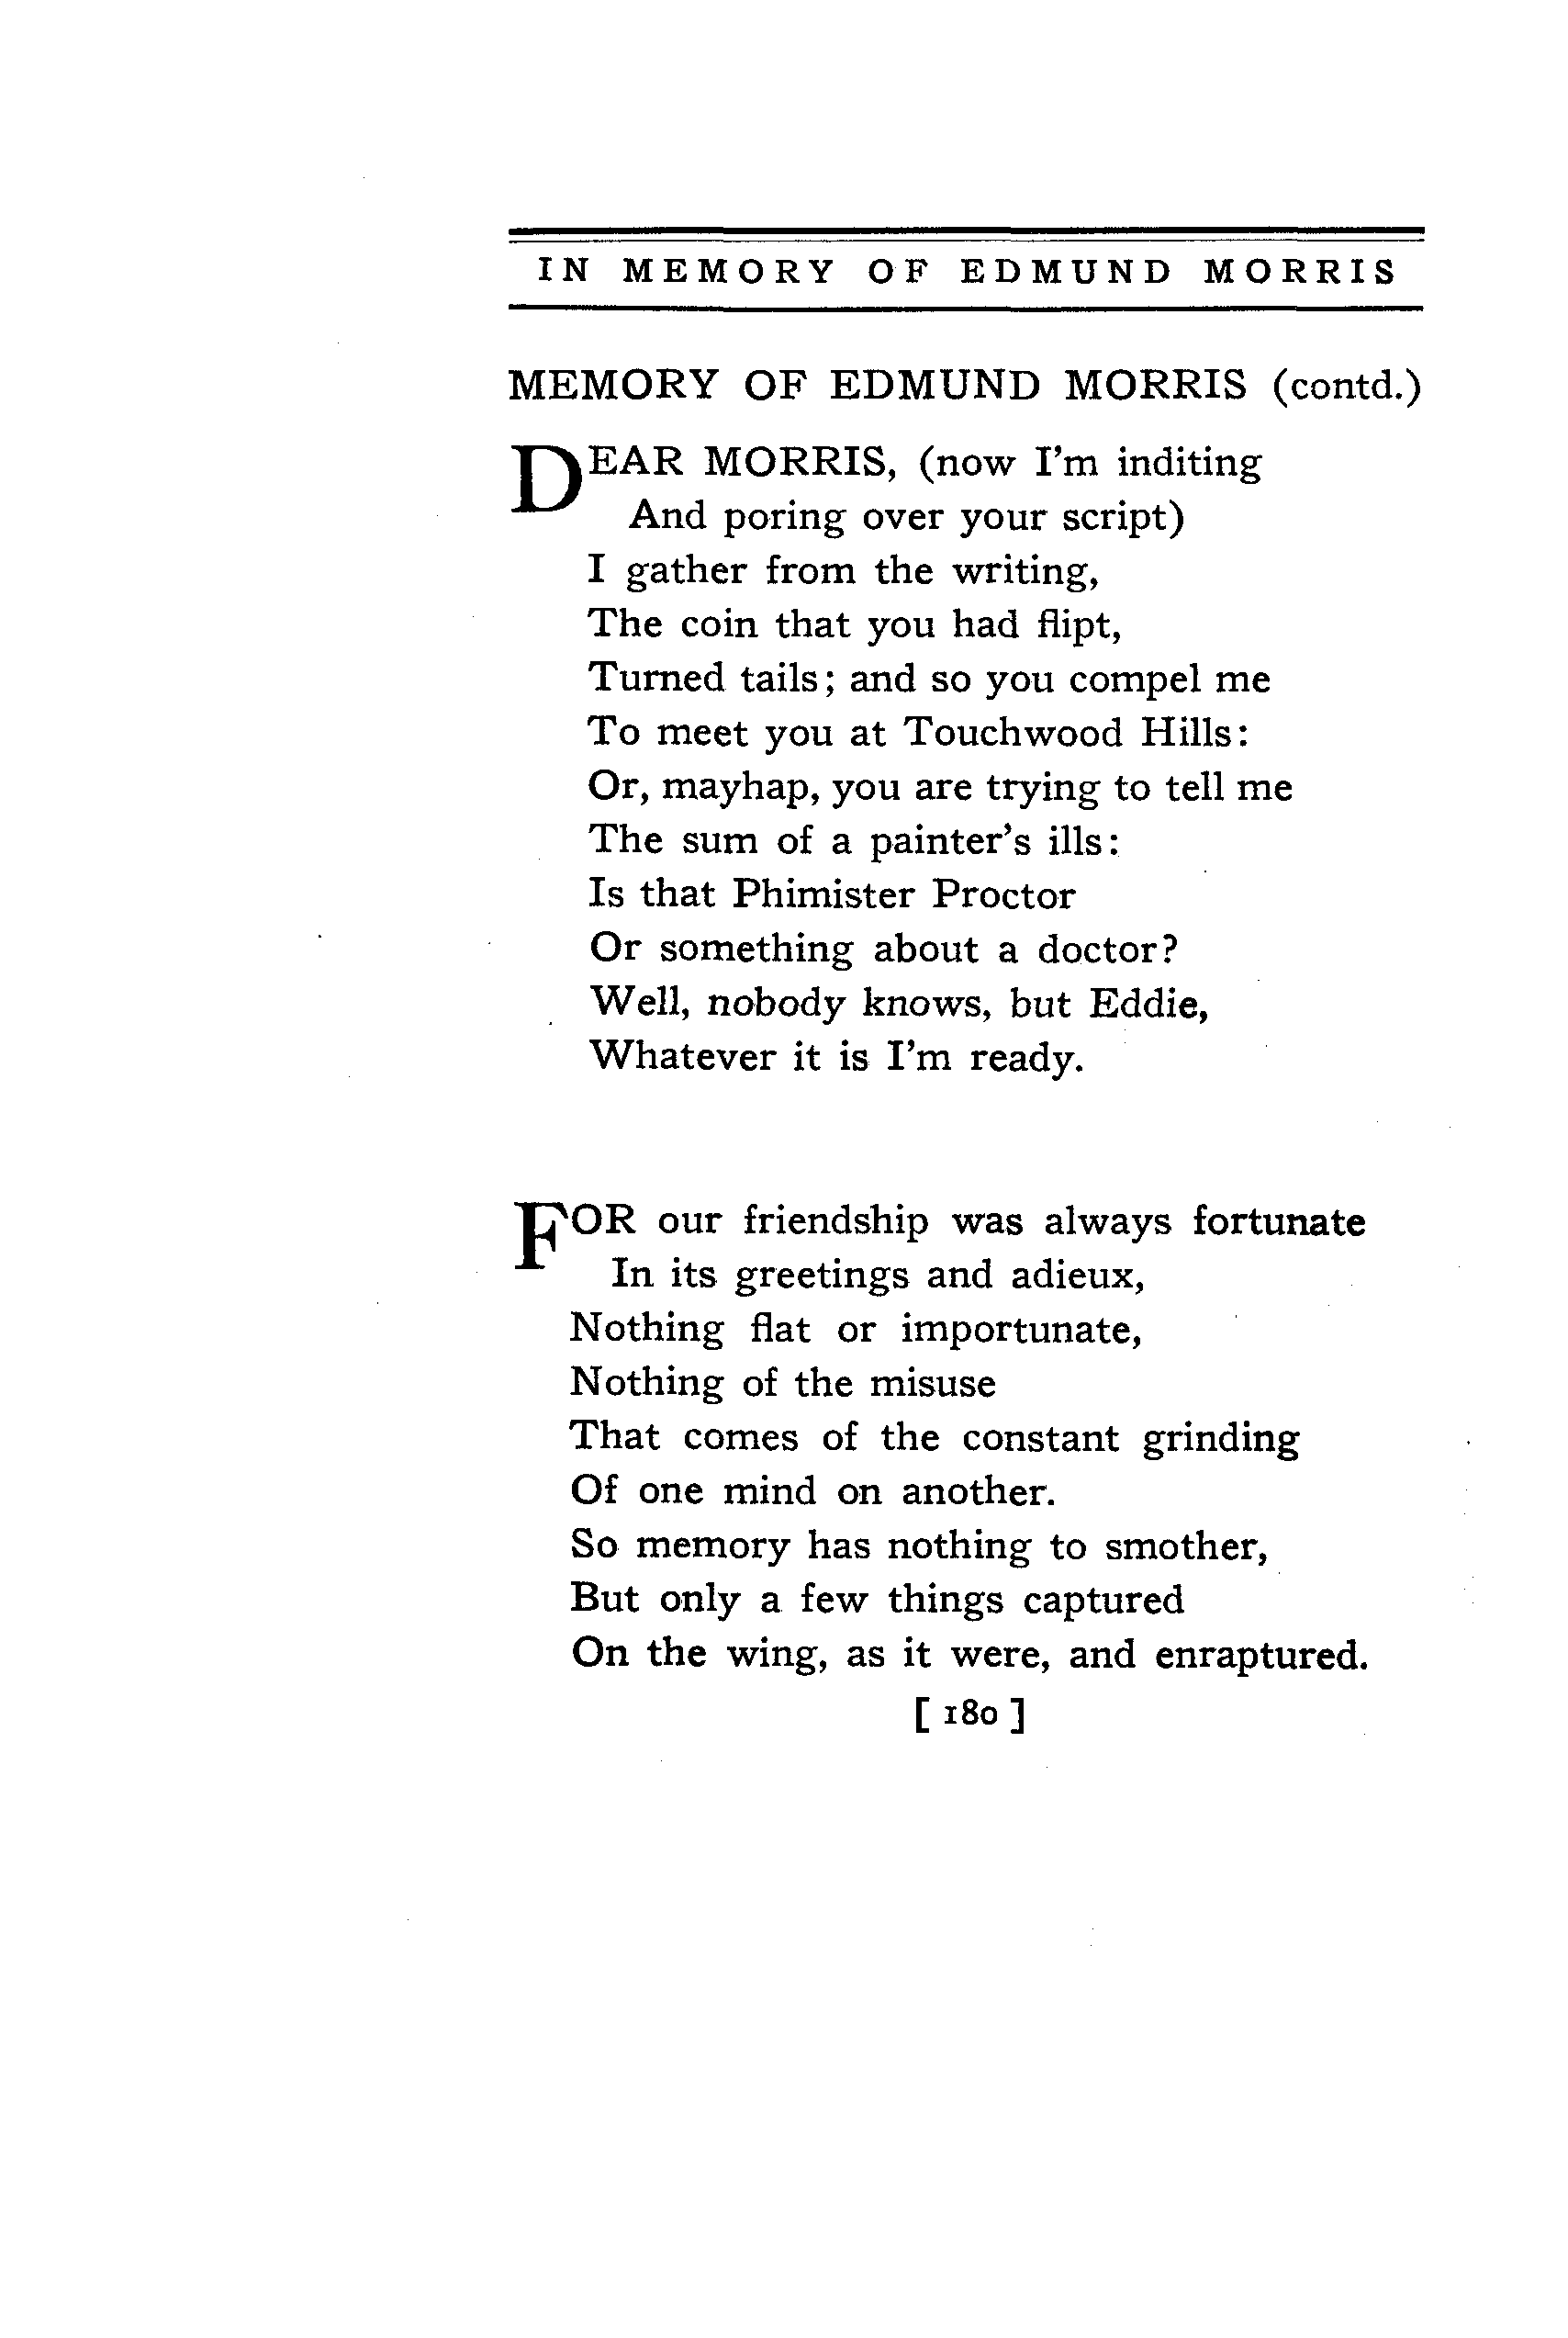 IN MEMORY OF EDMUND MORRIS
MEMORY OF EDMUND MORRIS (contd.)
DEAR MORRIS, (now I'm inditing
And poring over your script)
I gather from the writing,
The coin that you had flipt,
Turned tails; and so you compel me
To meet you at Touchwood Hills:
Or, mayhap, you are trying to tell me
The sum of a painter's ills:
Is that Phimister Proctor
Or something about a doctor?
Well, nobody knows, but Eddie,
Whatever it is I'm ready.
FOR our friendship was always fortunate
In its greetings and adieux,
Nothing flat or importunate,
Nothing of the misuse
That comes of the constant grinding
Of one mind on another.
So memory has nothing to smother,
But only a few things captured
On the wing, as it were, and enraptured.
[ 180 ]